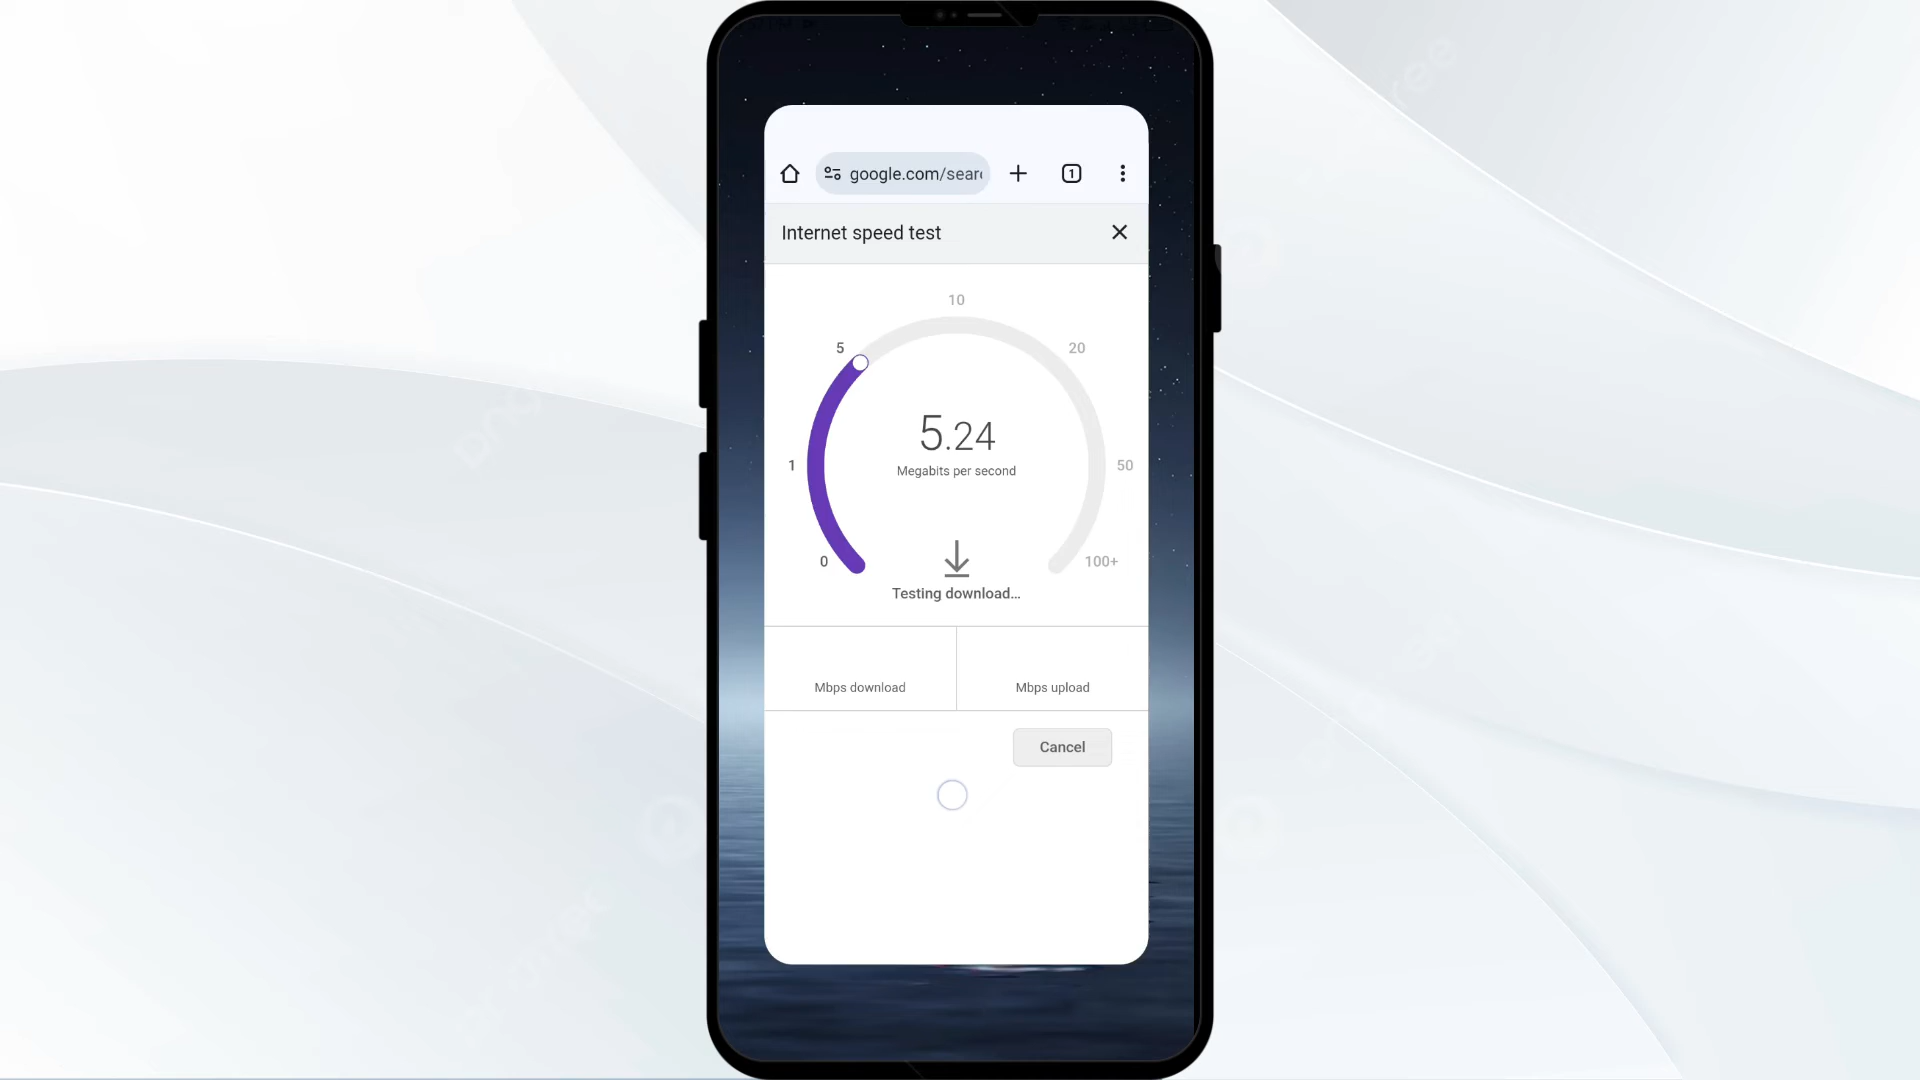 google.com/sear
1
Internet speed test
10
5
20
5.24
Megabits per second
1
50
0
100+
Testing download...
Mbps download
Mbps upload
Cancel